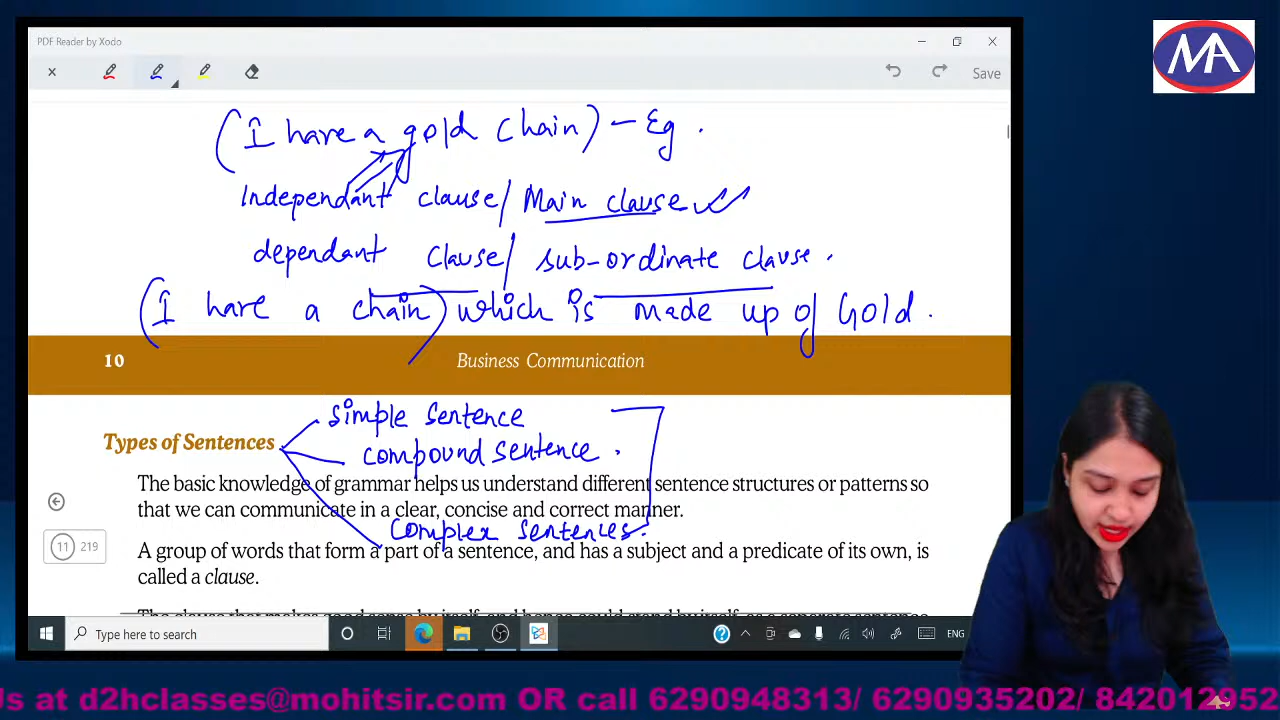 PDF Reader by Xodo
MA
Save
(I have a gold chain) - Eg.
Independant clause/ Main clause
dependant clause/ sub-ordinate clause.
(I have a chain) which is made up of Gold.
10 Business Communication
simple sentence
Types of Sentences
compound sentence.
The basic knowledge of grammar helps us understand different sentence structures or patterns so
that we can communicate in a clear, concise and correct manner.
complex sentences.
11 219
A group of words that form a part of a sentence, and has a subject and a predicate of its own, is
called a clause.
Type here to search
ENG
Us at d2hclasses@mohitsir.com OR call 6290948313/ 6290935202/